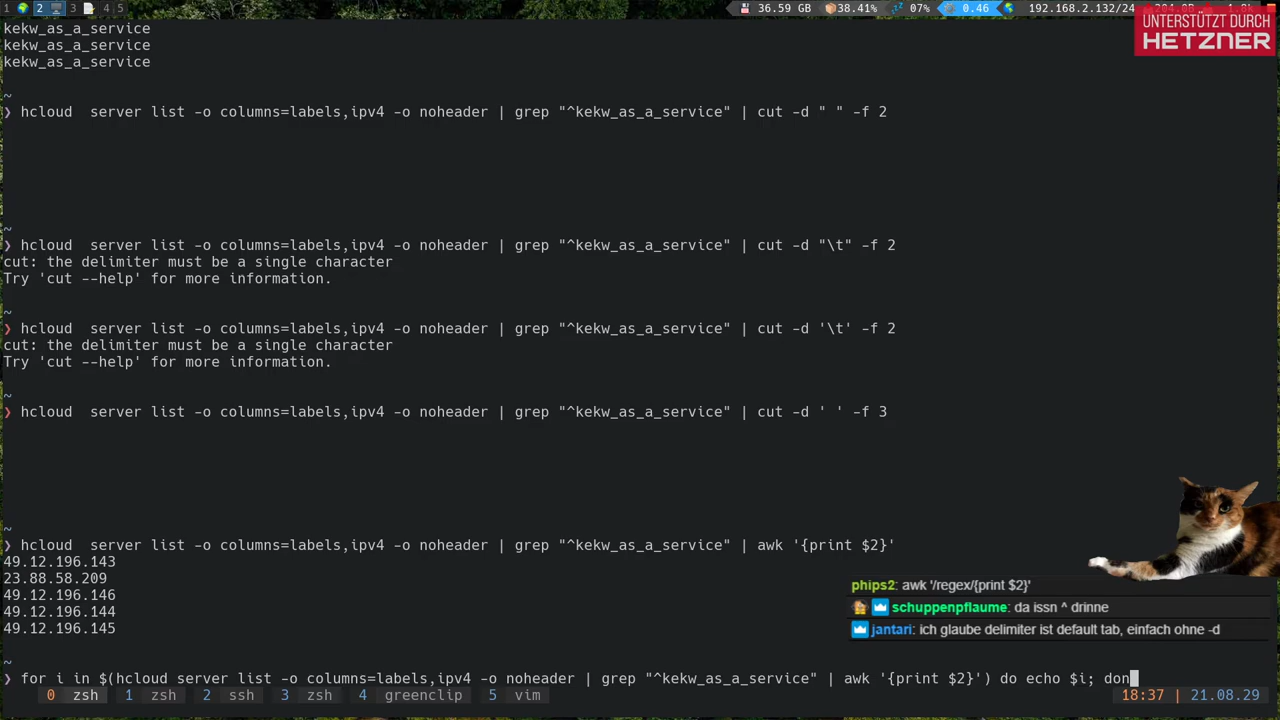 1 2 3 4 5 36.59 GB 38.41% 07% 0.46 192.168.2.132/24 204.0B 1.8k
UNTERSTÜTZT DURCH
HETZNER
kekw_as_a_service
kekw_as_a_service
kekw_as_a_service
~
❯ hcloud  server list -o columns=labels,ipv4 -o noheader | grep "^kekw_as_a_service" | cut -d " " -f 2
~
❯ hcloud  server list -o columns=labels,ipv4 -o noheader | grep "^kekw_as_a_service" | cut -d "\t" -f 2
cut: the delimiter must be a single character
Try 'cut --help' for more information.
~
❯ hcloud  server list -o columns=labels,ipv4 -o noheader | grep "^kekw_as_a_service" | cut -d '\t' -f 2
cut: the delimiter must be a single character
Try 'cut --help' for more information.
~
❯ hcloud  server list -o columns=labels,ipv4 -o noheader | grep "^kekw_as_a_service" | cut -d ' ' -f 3
~
❯ hcloud  server list -o columns=labels,ipv4 -o noheader | grep "^kekw_as_a_service" | awk '{print $2}'
49.12.196.143
23.88.58.209
49.12.196.146
49.12.196.144
49.12.196.145
phips2: awk '/regex/{print $2}'
schuppenpflaume: da issn ^ drinne
jantari: ich glaube delimiter ist default tab, einfach ohne -d
~
❯ for i in $(hcloud server list -o columns=labels,ipv4 -o noheader | grep "^kekw_as_a_service" | awk '{print $2}') do echo $i; don
0 zsh 1 zsh 2 ssh 3 zsh 4 greenclip 5 vim 18:37 | 21.08.29